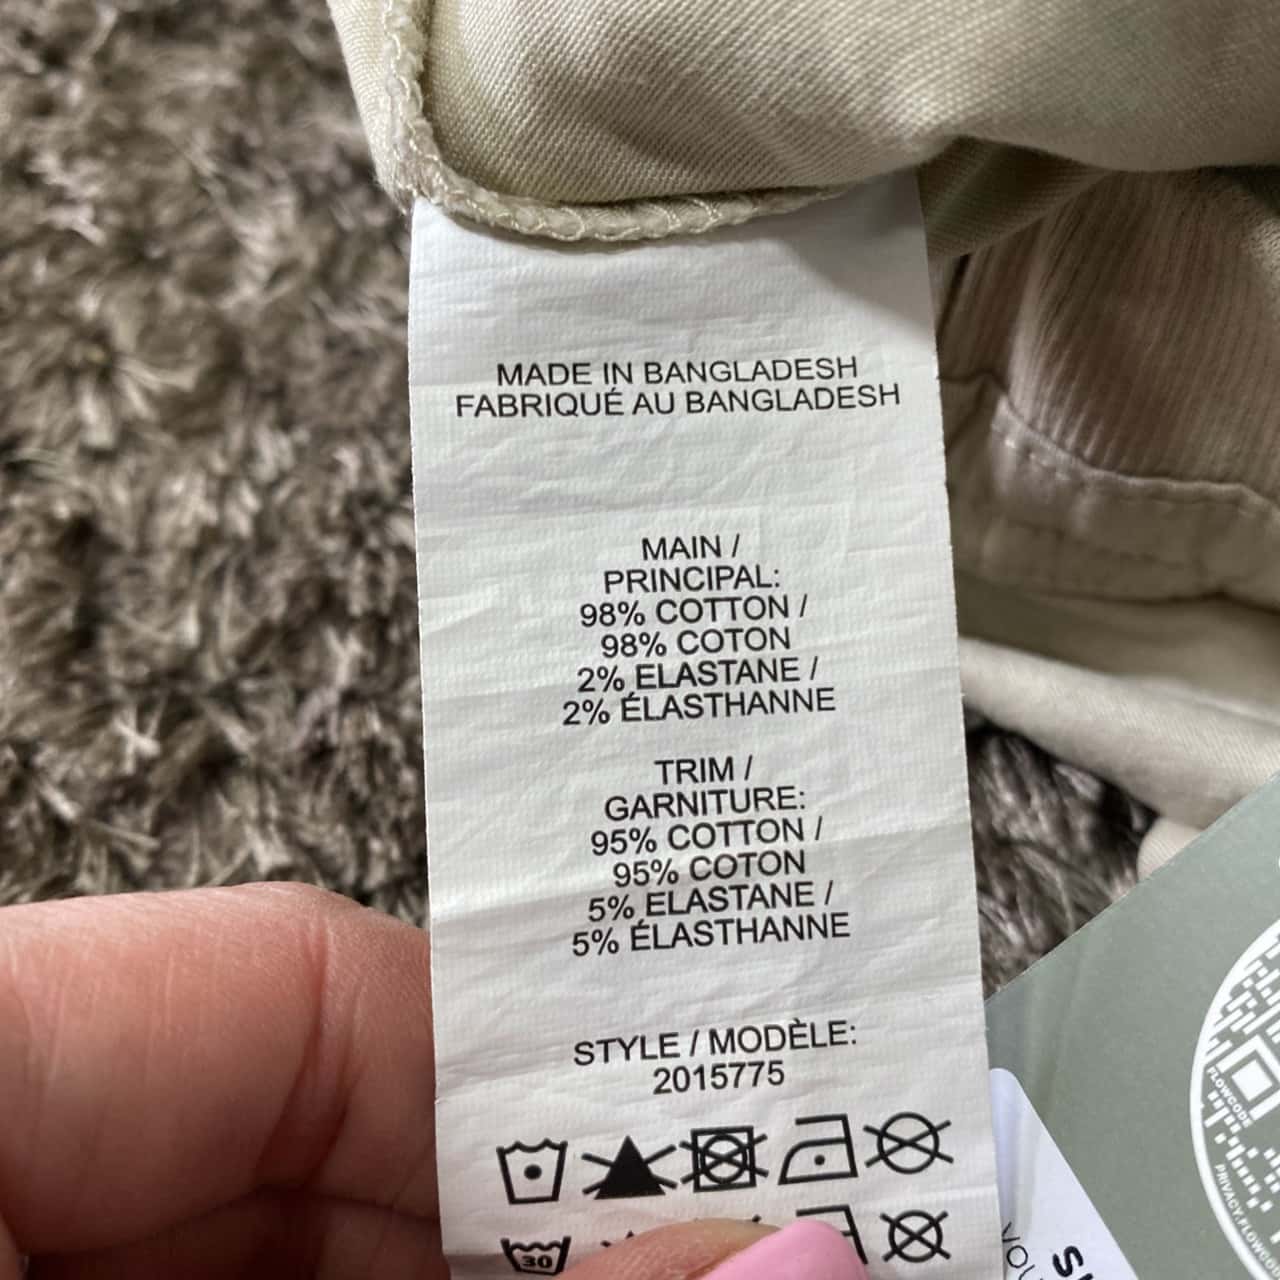 MADE IN BANGLADESH
FABRIQUÉ AU BANGLADESH
MAIN /
PRINCIPAL:
98% COTTON /
98% COTON
2% ELASTANE /
2% ÉLASTHANNE
TRIM /
GARNITURE:
95% COTTON /
95% COTON
5% ELASTANE /
5% ÉLASTHANNE
STYLE / MODÈLE:
2015775
30
FLOWCODE